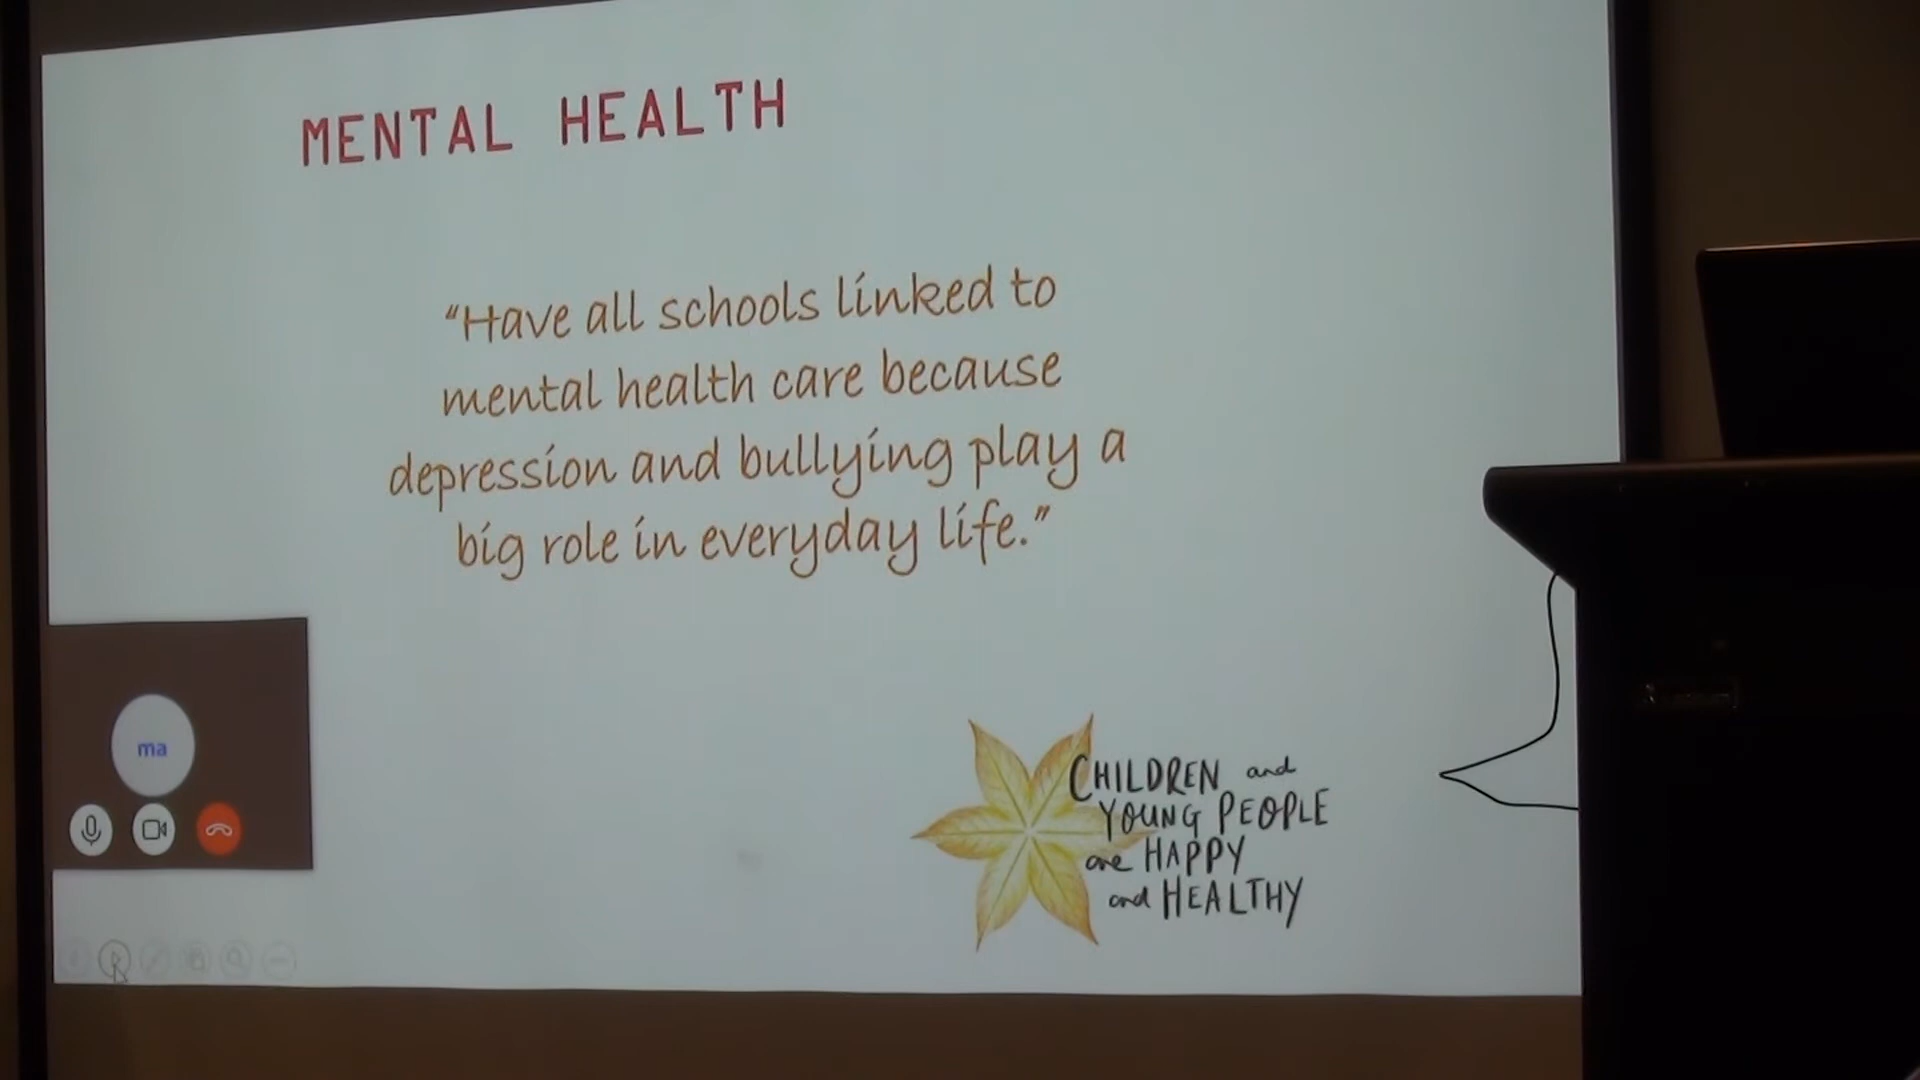 MENTAL HEALTH
“Have all schools linked to
mental health care because
depression and bullying play a
big role in everyday life.”
ma
CHILDREN and
YOUNG PEOPLE
are HAPPY
and HEALTHY